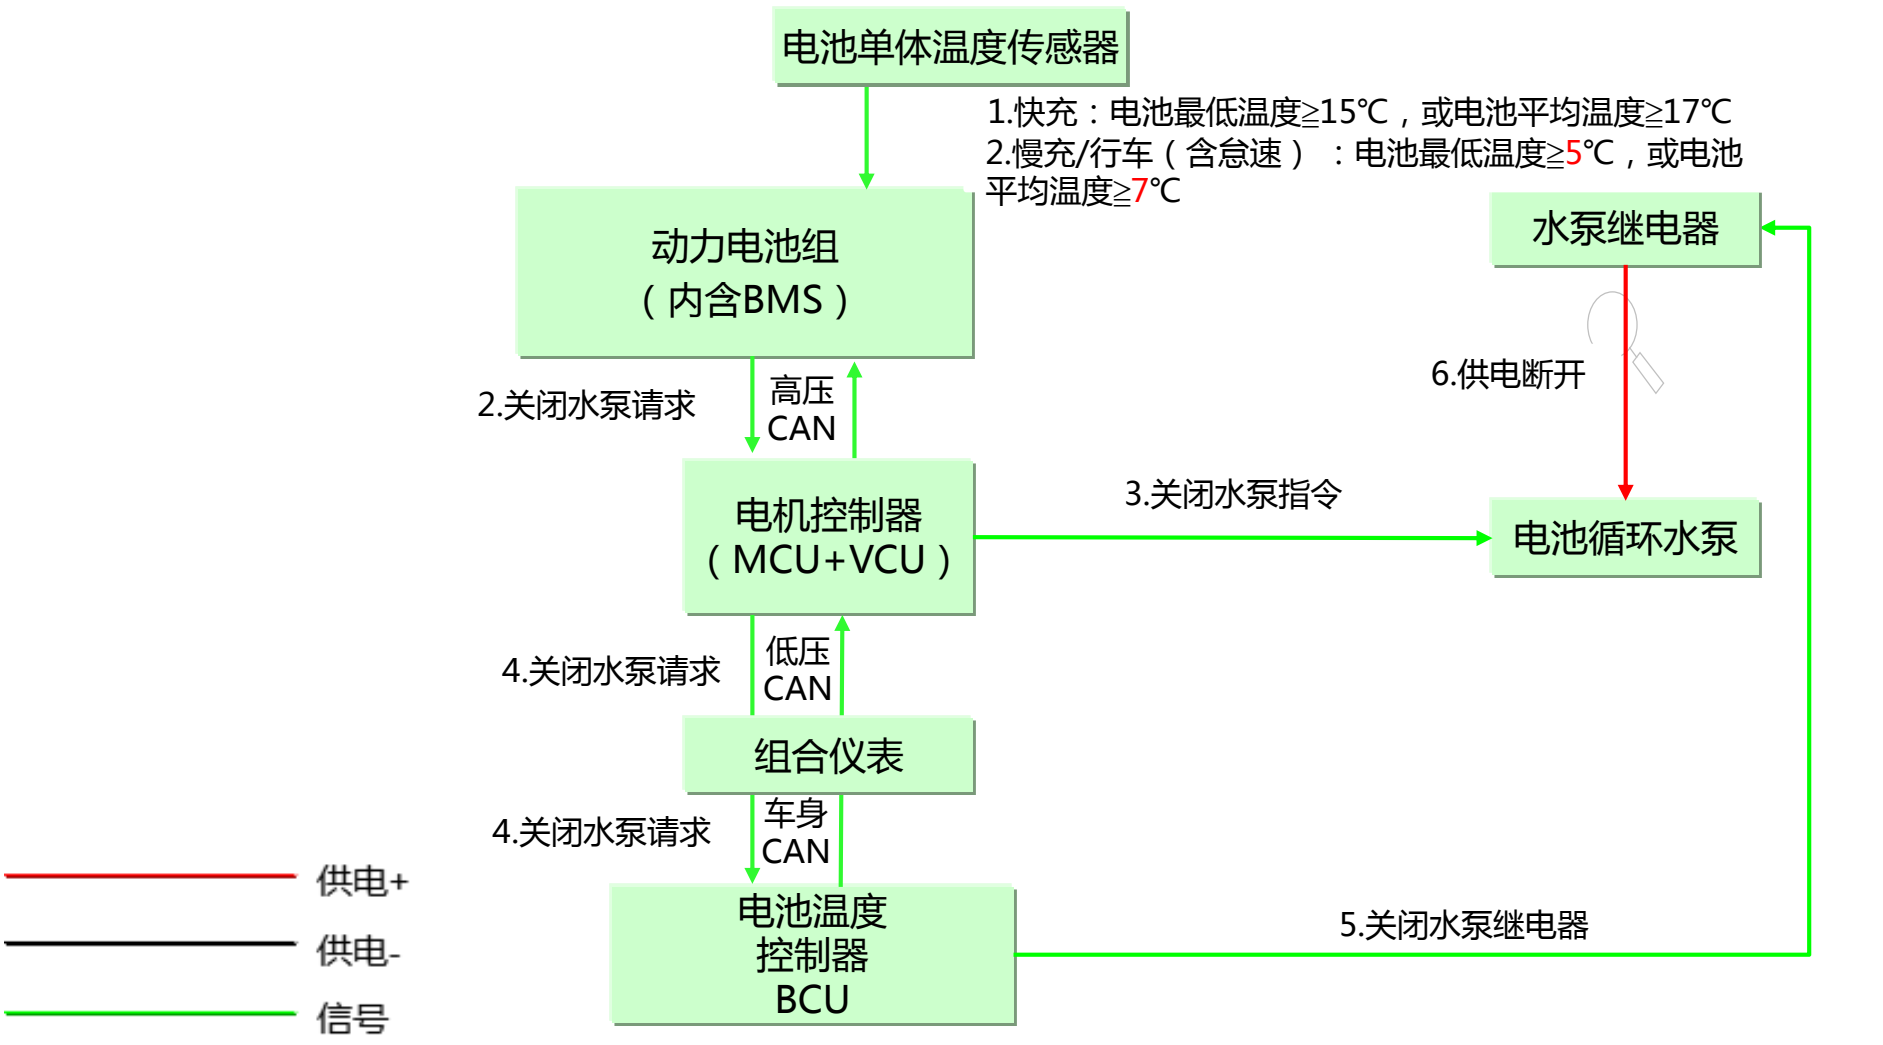 电池单体温度传感器
1.快充：电池最低温度≧15℃，或电池平均温度≧17℃
2.慢充/行车（含怠速）：电池最低温度≧5℃，或电池
平均温度≧7℃
动力电池组
（内含BMS）
水泵继电器
2.关闭水泵请求
高压
CAN
6.供电断开
电机控制器
（MCU+VCU）
3.关闭水泵指令
电池循环水泵
4.关闭水泵请求
低压
CAN
组合仪表
4.关闭水泵请求
车身
CAN
电池温度
控制器
BCU
5.关闭水泵继电器
供电+
供电-
信号